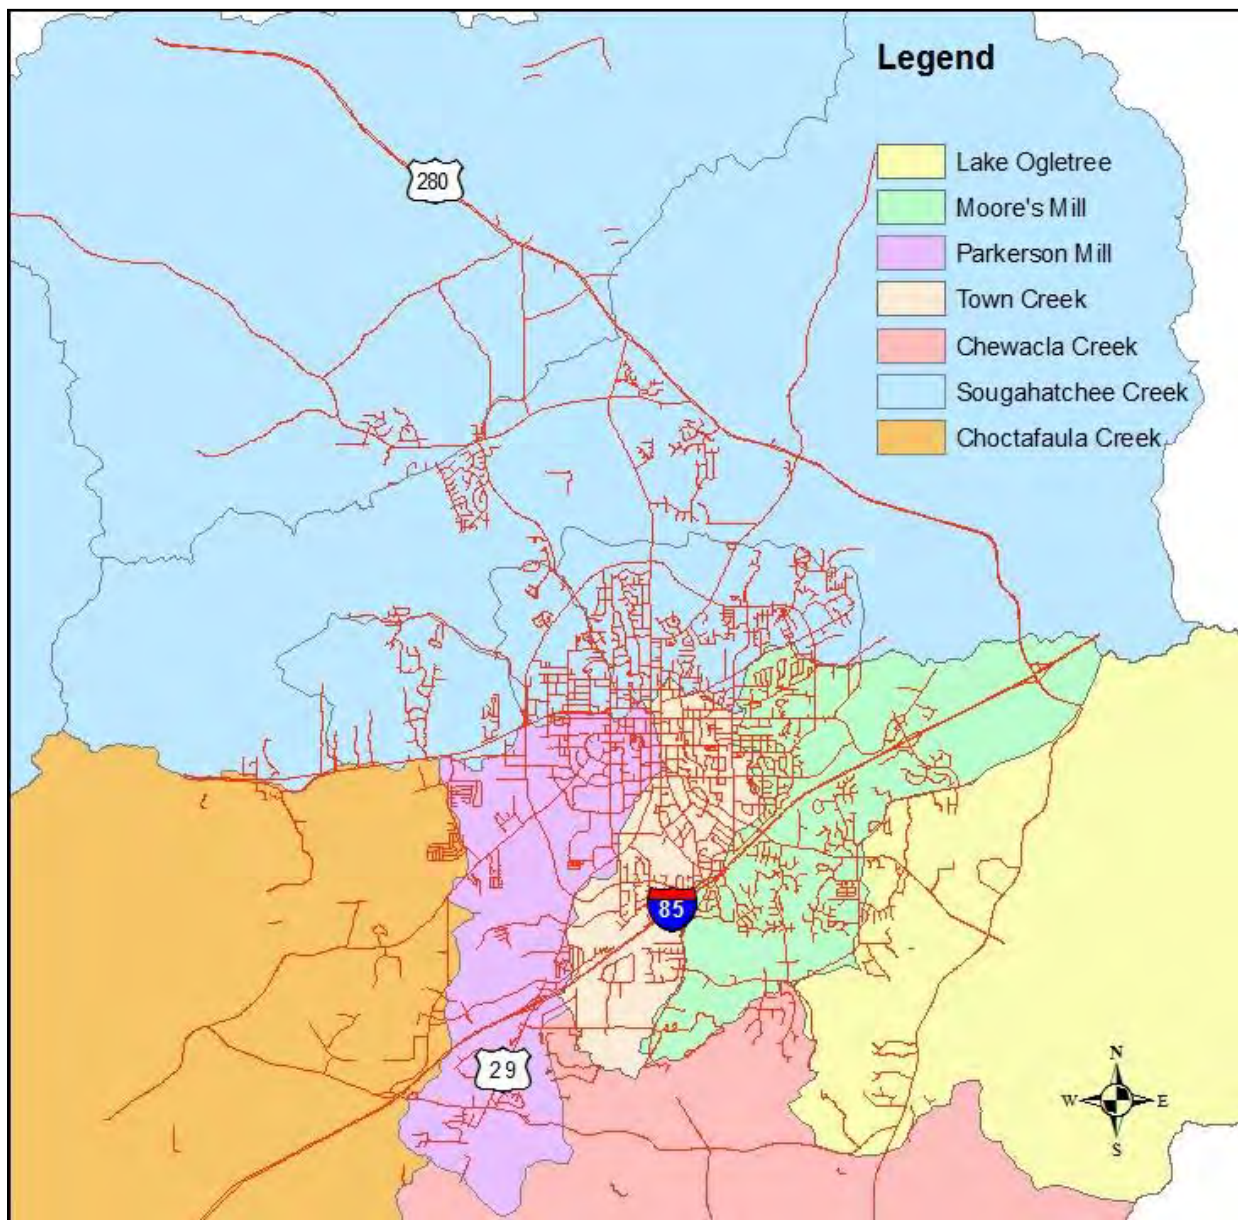 Legend
Lake Ogletree
Moore's Mill
Parkerson Mill
Town Creek
Chewacla Creek
Sougahatchee Creek
Choctafaula Creek
280
85
29
N
W E
S